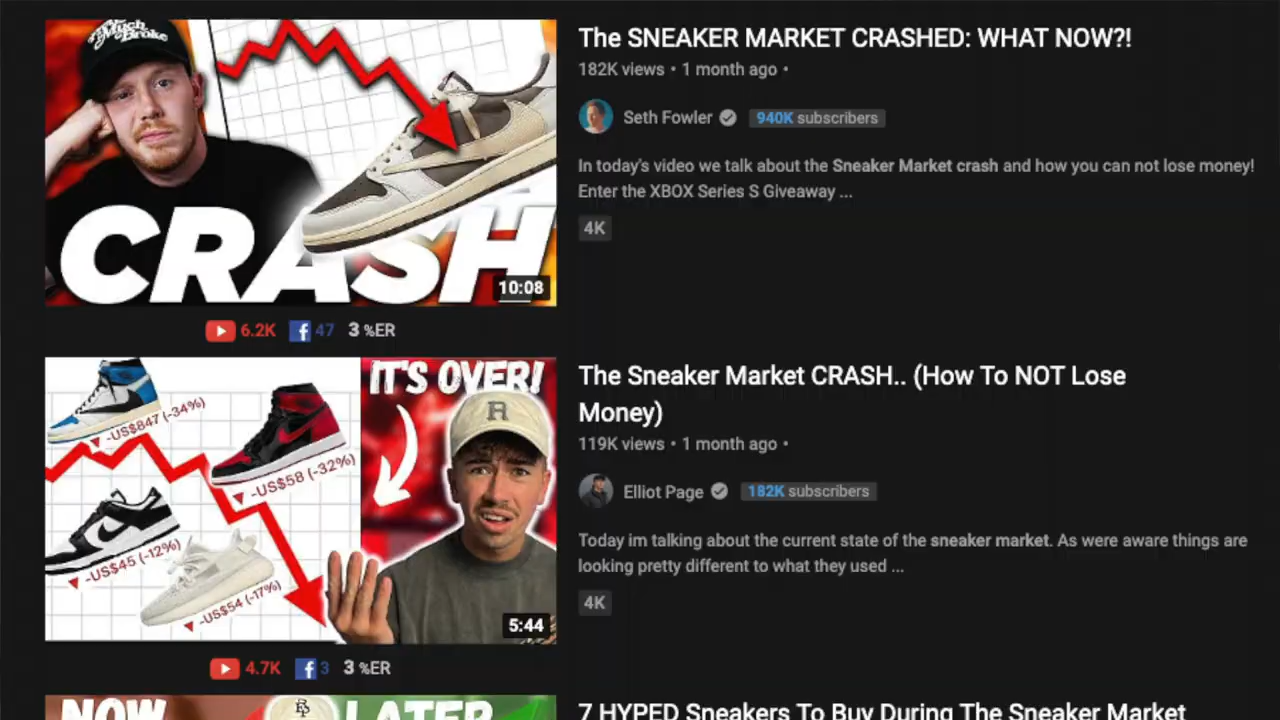 Too Much
Broke
CRASH
10:08
6.2K 47 3 %ER
The SNEAKER MARKET CRASHED: WHAT NOW?!
182K views • 1 month ago •
Seth Fowler 940K subscribers
In today's video we talk about the Sneaker Market crash and how you can not lose money!
Enter the XBOX Series S Giveaway ...
4K
IT'S OVER!
R
-US$847 (-34%)
-US$58 (-32%)
-US$45 (-12%)
-US$54 (-17%)
5:44
4.7K 3 3 %ER
The Sneaker Market CRASH.. (How To NOT Lose
Money)
119K views • 1 month ago •
Elliot Page 182K subscribers
Today im talking about the current state of the sneaker market. As were aware things are
looking pretty different to what they used ...
4K
NOW LATER
7 HYPED Sneakers To Buy During The Sneaker Market